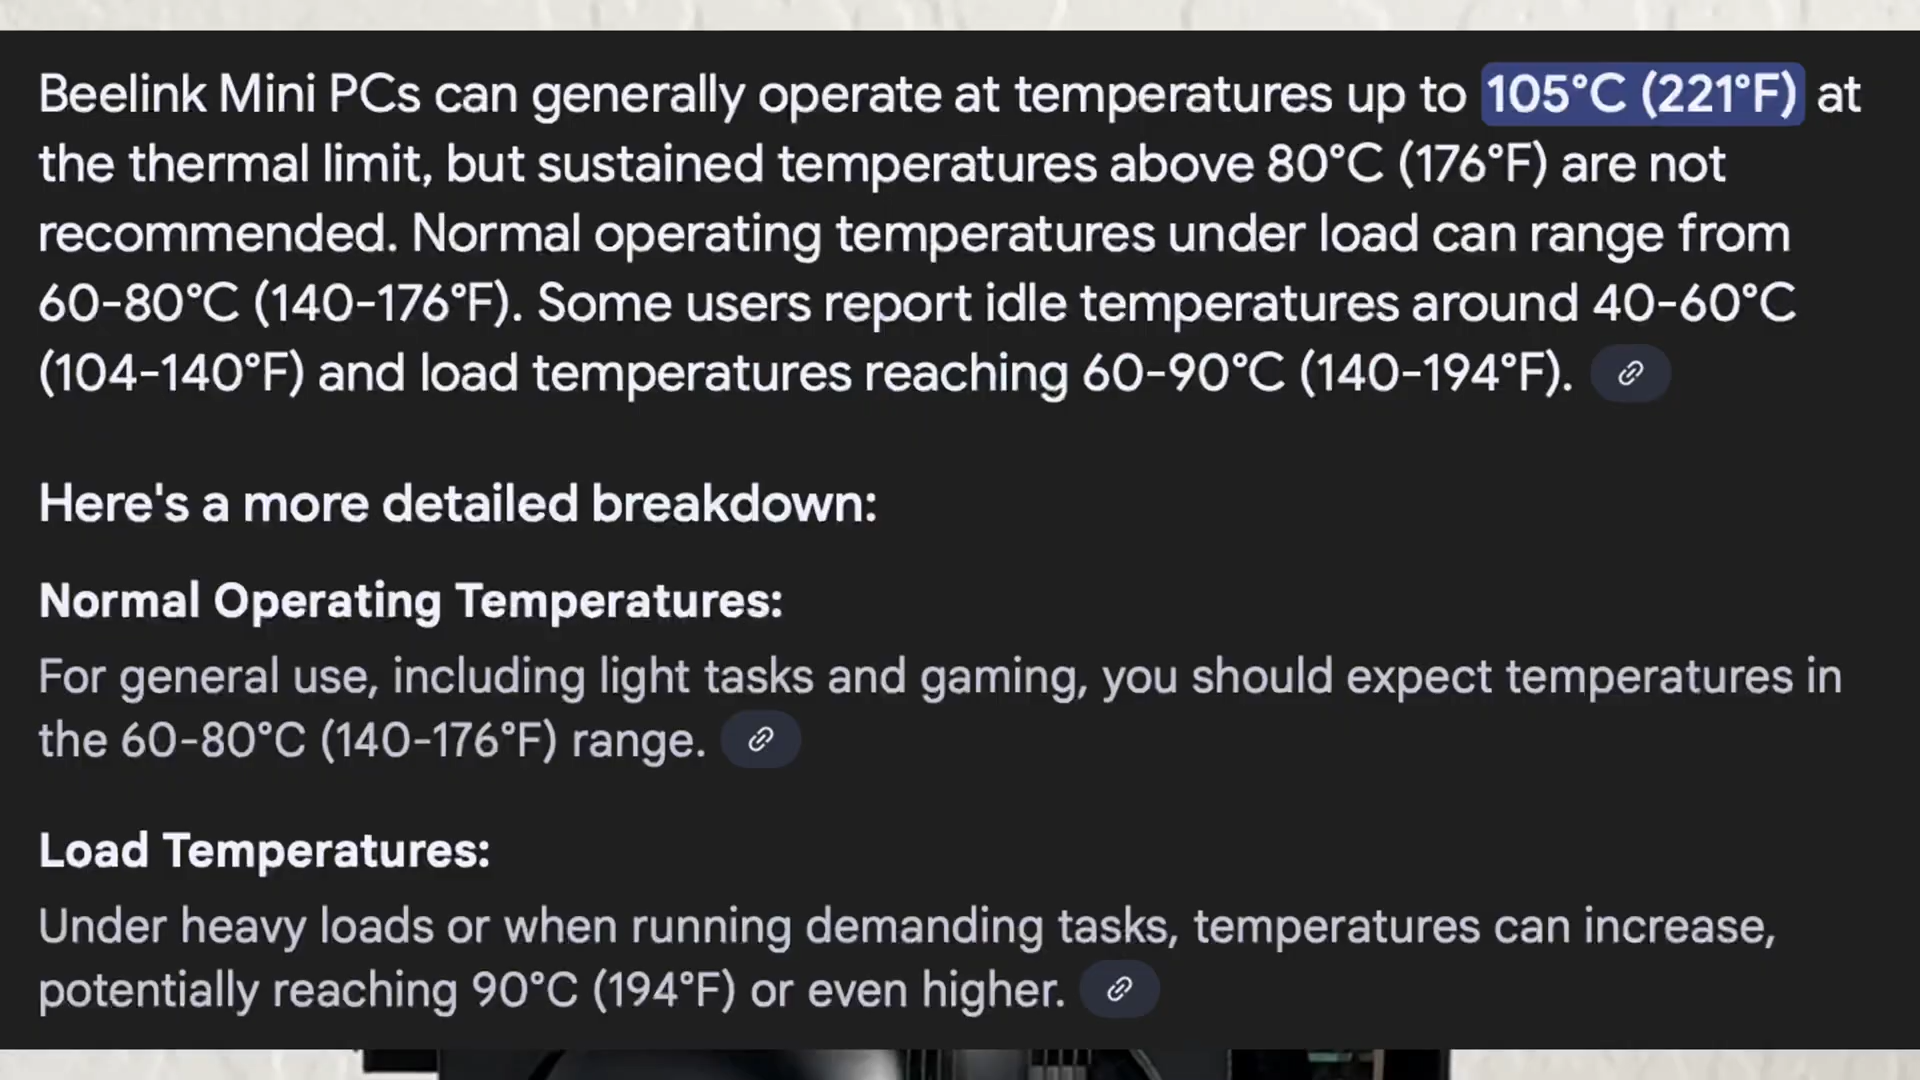 Beelink Mini PCs can generally operate at temperatures up to 105°C (221°F) at
the thermal limit, but sustained temperatures above 80°C (176°F) are not
recommended. Normal operating temperatures under load can range from
60-80°C (140-176°F). Some users report idle temperatures around 40-60°C
(104-140°F) and load temperatures reaching 60-90°C (140-194°F).
Here's a more detailed breakdown:
Normal Operating Temperatures:
For general use, including light tasks and gaming, you should expect temperatures in
the 60-80°C (140-176°F) range.
Load Temperatures:
Under heavy loads or when running demanding tasks, temperatures can increase,
potentially reaching 90°C (194°F) or even higher.